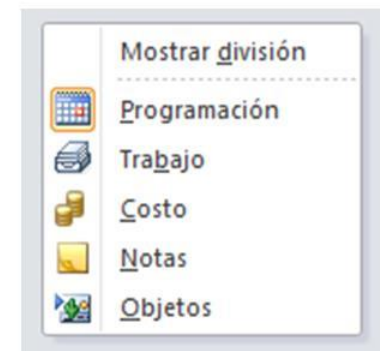 Mostrar división
Programación
Trabajo
Costo
Notas
Objetos